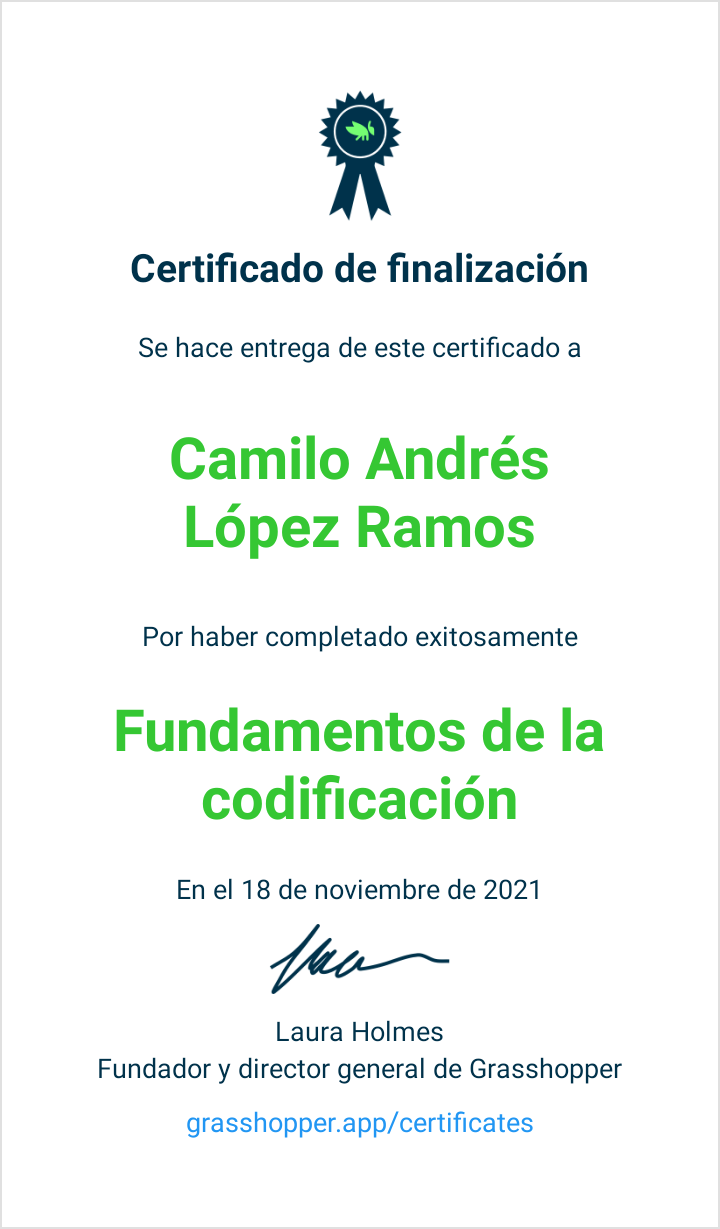 Certificado de finalización
Se hace entrega de este certificado a
Camilo Andrés
López Ramos
Por haber completado exitosamente
Fundamentos de la
codificación
En el 18 de noviembre de 2021
Laura Holmes
Fundador y director general de Grasshopper
grasshopper.app/certificates